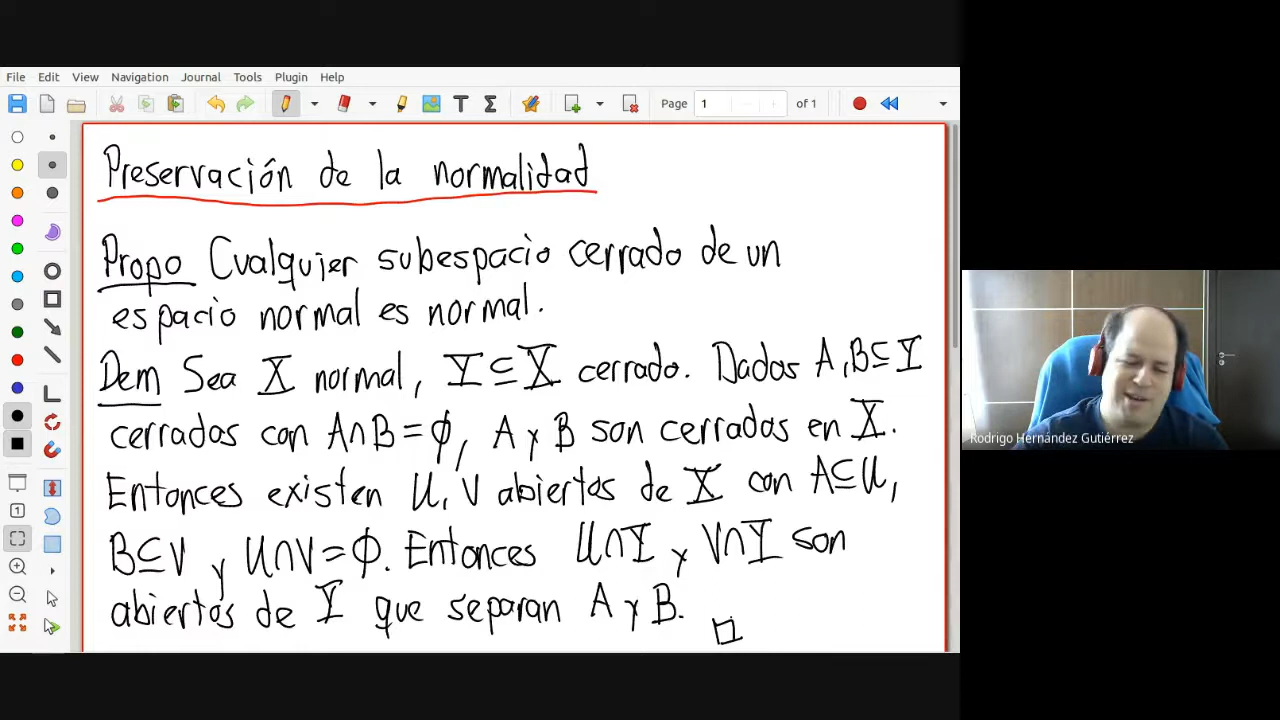 File Edit View Navigation Journal Tools Plugin Help
Page 1 of 1
Preservación de la normalidad
Propo Cualquier subespacio cerrado de un
espacio normal es normal.
Dem Sea X normal, Y ⊆ X cerrado. Dados A, B ⊆ Y
cerrados con A ∩ B = ∅, A y B son cerrados en X.
Entonces existen U, V abiertos de X con A ⊆ U,
B ⊆ V y U ∩ V = ∅. Entonces U ∩ Y y V ∩ Y son
abiertos de Y que separan A y B. □
Rodrigo Hernández Gutiérrez